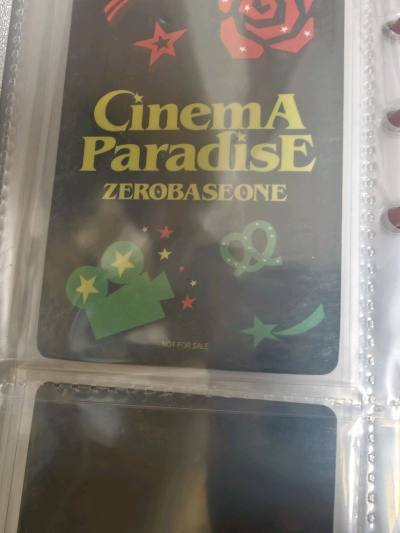 CinemA
ParadisE
ZEROBASEONE
NOT FOR SALE